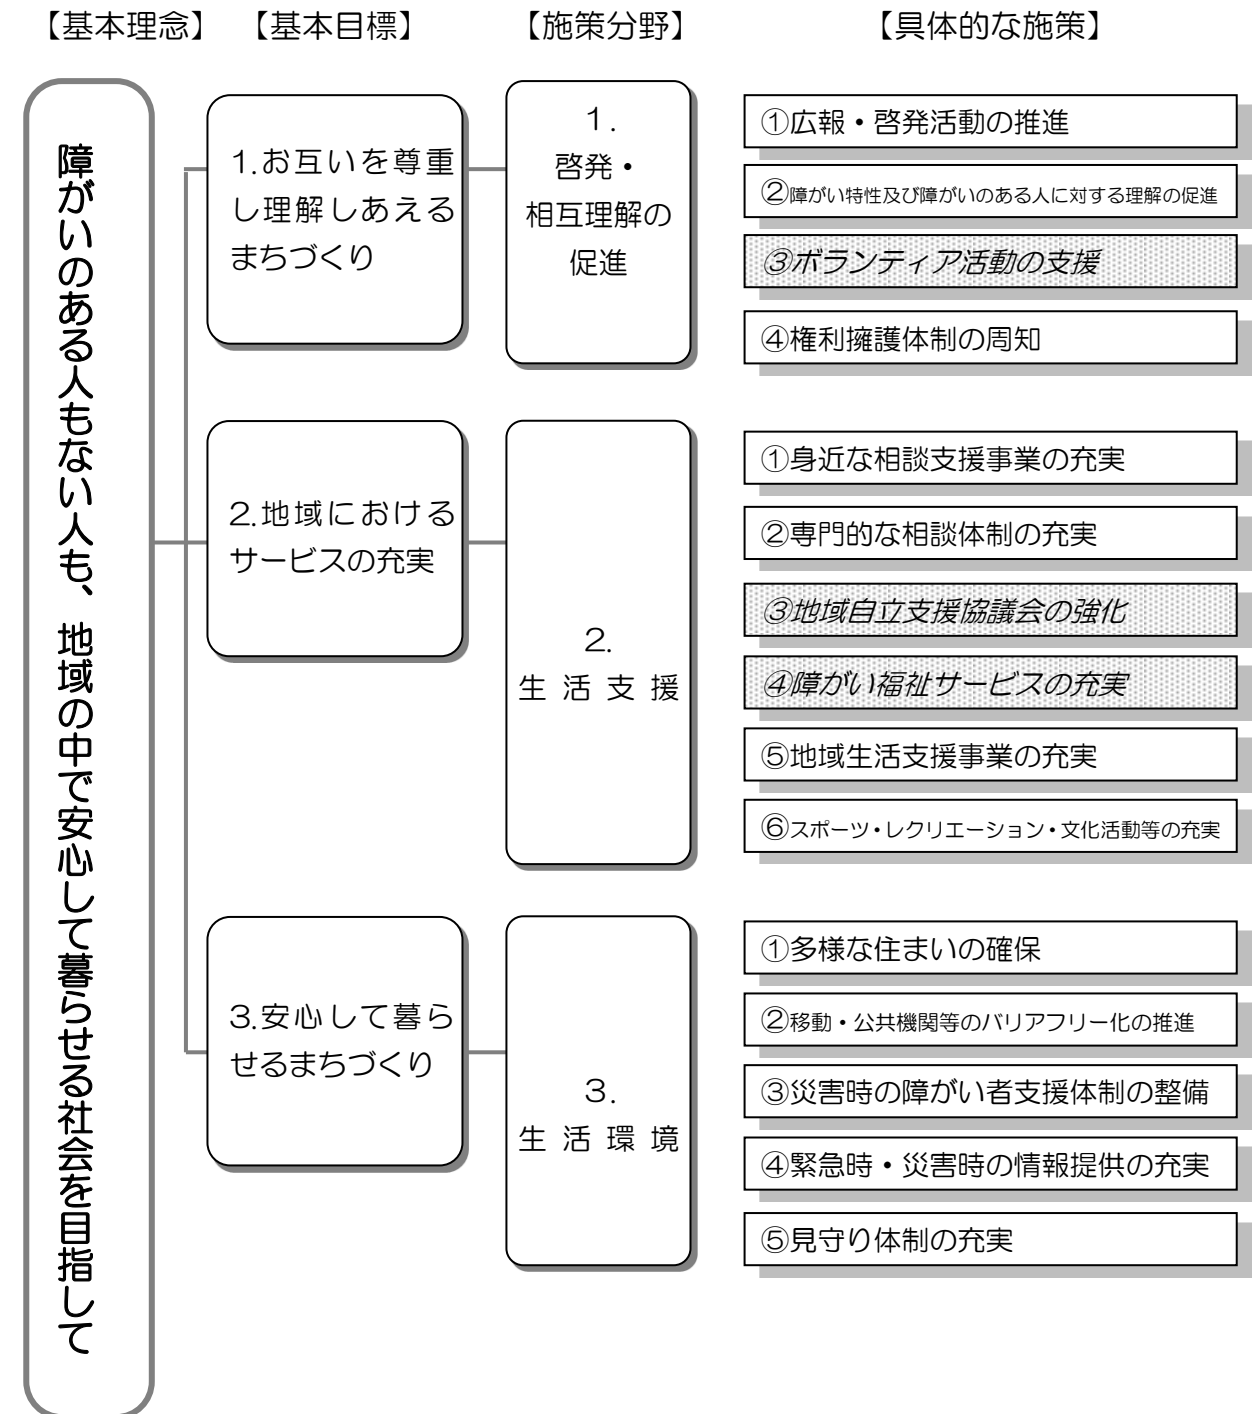 【基本理念】
【基本目標】
【施策分野】
【具体的な施策】
障がいのある人もない人も、地域の中で安心して暮らせる社会を目指して
1.お互いを尊重
し理解しあえる
まちづくり
1.
啓発・
相互理解の
促進
①広報・啓発活動の推進
②障がい特性及び障がいのある人に対する理解の促進
③ボランティア活動の支援
④権利擁護体制の周知
2.地域における
サービスの充実
2.
生活支援
①身近な相談支援事業の充実
②専門的な相談体制の充実
③地域自立支援協議会の強化
④障がい福祉サービスの充実
⑤地域生活支援事業の充実
⑥スポーツ・レクリエーション・文化活動等の充実
3.安心して暮ら
せるまちづくり
3.
生活環境
①多様な住まいの確保
②移動・公共機関等のバリアフリー化の推進
③災害時の障がい者支援体制の整備
④緊急時・災害時の情報提供の充実
⑤見守り体制の充実